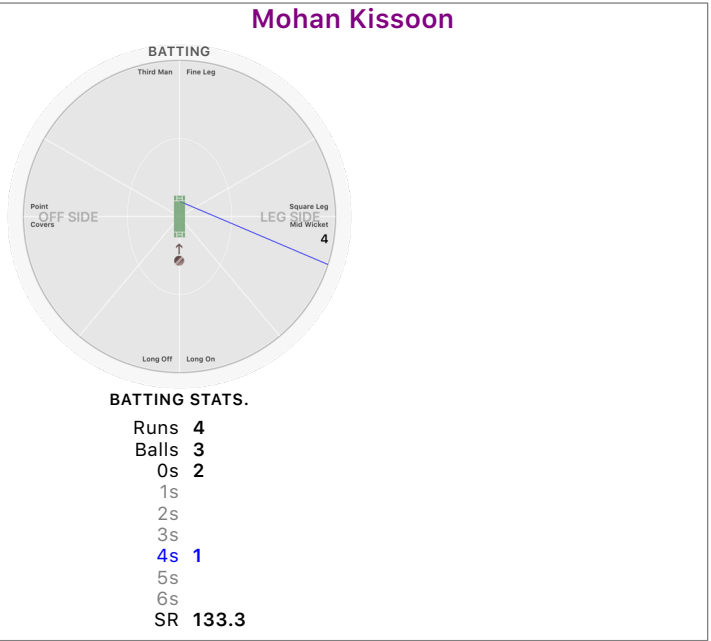 Mohan Kissoon
BATTING
Third Man Fine Leg
Point Square Leg
OFF SIDE LEG SIDE
Covers Mid Wicket
4
Long Off Long On
BATTING STATS.
Runs 4
Balls 3
0s 2
1s
2s
3s
4s 1
5s
6s
SR 133.3